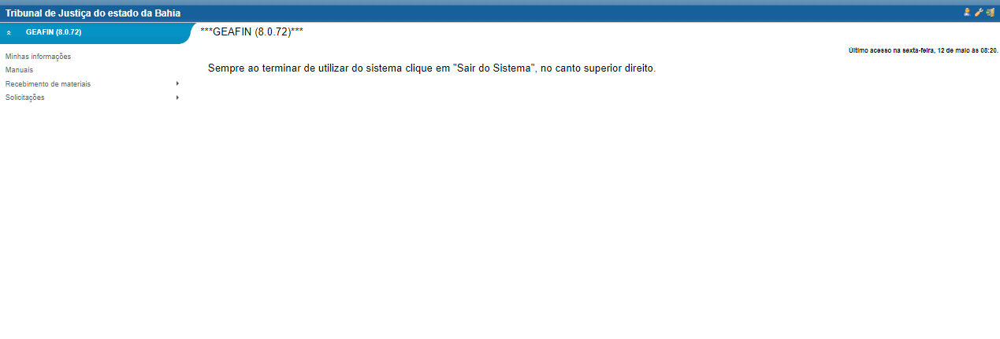 Tribunal de Justiça do estado da Bahia
GEAFIN (8.0.72)
***GEAFIN (8.0.72)***
Último acesso na sexta-feira, 12 de maio às 08:20.
Minhas informações
Sempre ao terminar de utilizar do sistema clique em "Sair do Sistema", no canto superior direito.
Manuais
Recebimento de materiais
Solicitações